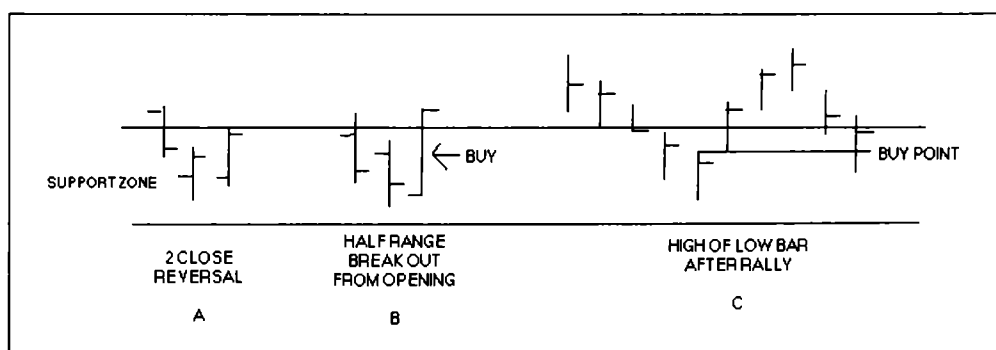 BUY
BUY POINT
SUPPORT ZONE
2 CLOSE
REVERSAL
A
HALF RANGE
BREAK OUT
FROM OPENING
B
HIGH OF LOW BAR
AFTER RALLY
C